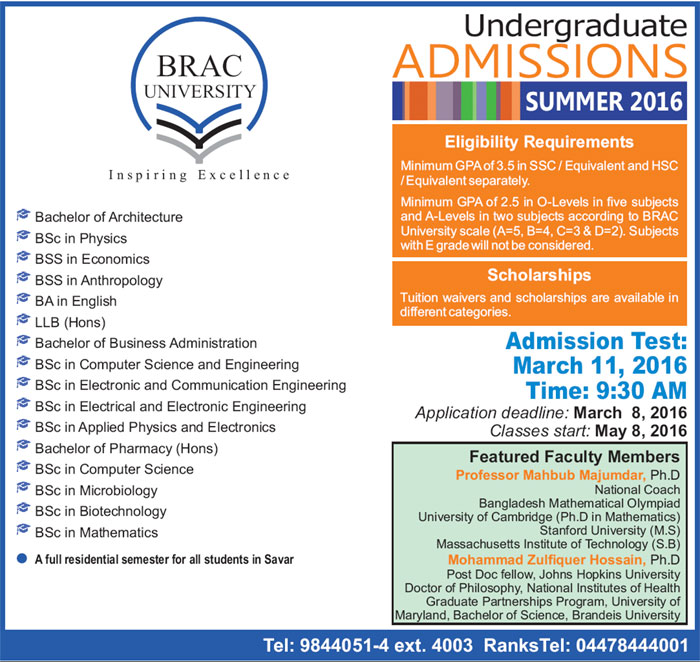 BRAC
UNIVERSITY
Inspiring Excellence
Bachelor of Architecture
BSc in Physics
BSS in Economics
BSS in Anthropology
BA in English
LLB (Hons)
Bachelor of Business Administration
BSc in Computer Science and Engineering
BSc in Electronic and Communication Engineering
BSc in Electrical and Electronic Engineering
BSc in Applied Physics and Electronics
Bachelor of Pharmacy (Hons)
BSc in Computer Science
BSc in Microbiology
BSc in Biotechnology
BSc in Mathematics
A full residential semester for all students in Savar
Undergraduate
ADMISSIONS
SUMMER 2016
Eligibility Requirements
Minimum GPA of 3.5 in SSC / Equivalent and HSC
/ Equivalent separately.
Minimum GPA of 2.5 in O-Levels in five subjects
and A-Levels in two subjects according to BRAC
University scale (A=5, B=4, C=3 & D=2). Subjects
with E grade will not be considered.
Scholarships
Tuition waivers and scholarships are available in
different categories.
Admission Test:
March 11, 2016
Time: 9:30 AM
Application deadline: March 8, 2016
Classes start: May 8, 2016
Featured Faculty Members
Professor Mahbub Majumdar, Ph.D
National Coach
Bangladesh Mathematical Olympiad
University of Cambridge (Ph.D in Mathematics)
Stanford University (M.S)
Massachusetts Institute of Technology (S.B)
Mohammad Zulfiquer Hossain, Ph.D
Post Doc fellow, Johns Hopkins University
Doctor of Philosophy, National Institutes of Health
Graduate Partnerships Program, University of
Maryland, Bachelor of Science, Brandeis University
Tel: 9844051-4 ext. 4003 RanksTel: 04478444001